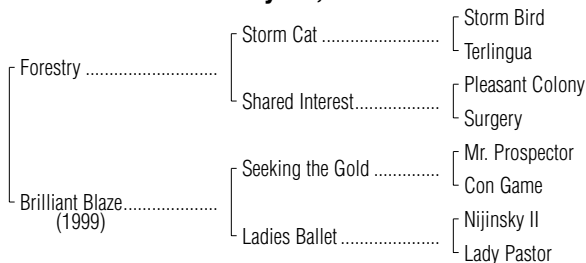 Storm Bird
Storm Cat ..........................
Terlingua
Forestry .............................
Pleasant Colony
Shared Interest...................
Surgery
Mr. Prospector
Seeking the Gold ..............
Con Game
Brilliant Blaze.....................
(1999)
Nijinsky II
Ladies Ballet ......................
Lady Pastor